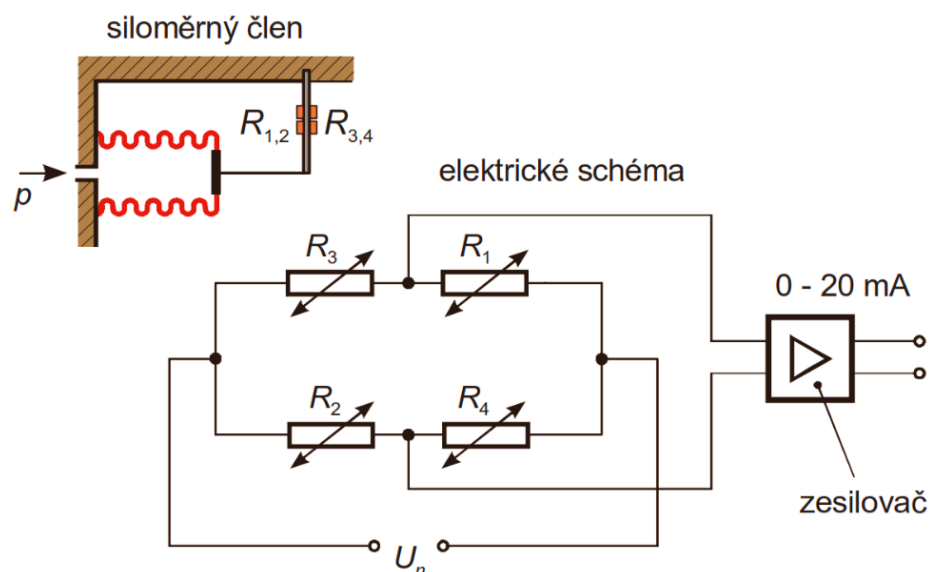 siloměrný člen
R1,2
R3,4
p
elektrické schéma
R3
R1
0 - 20 mA
R2
R4
zesilovač
Un